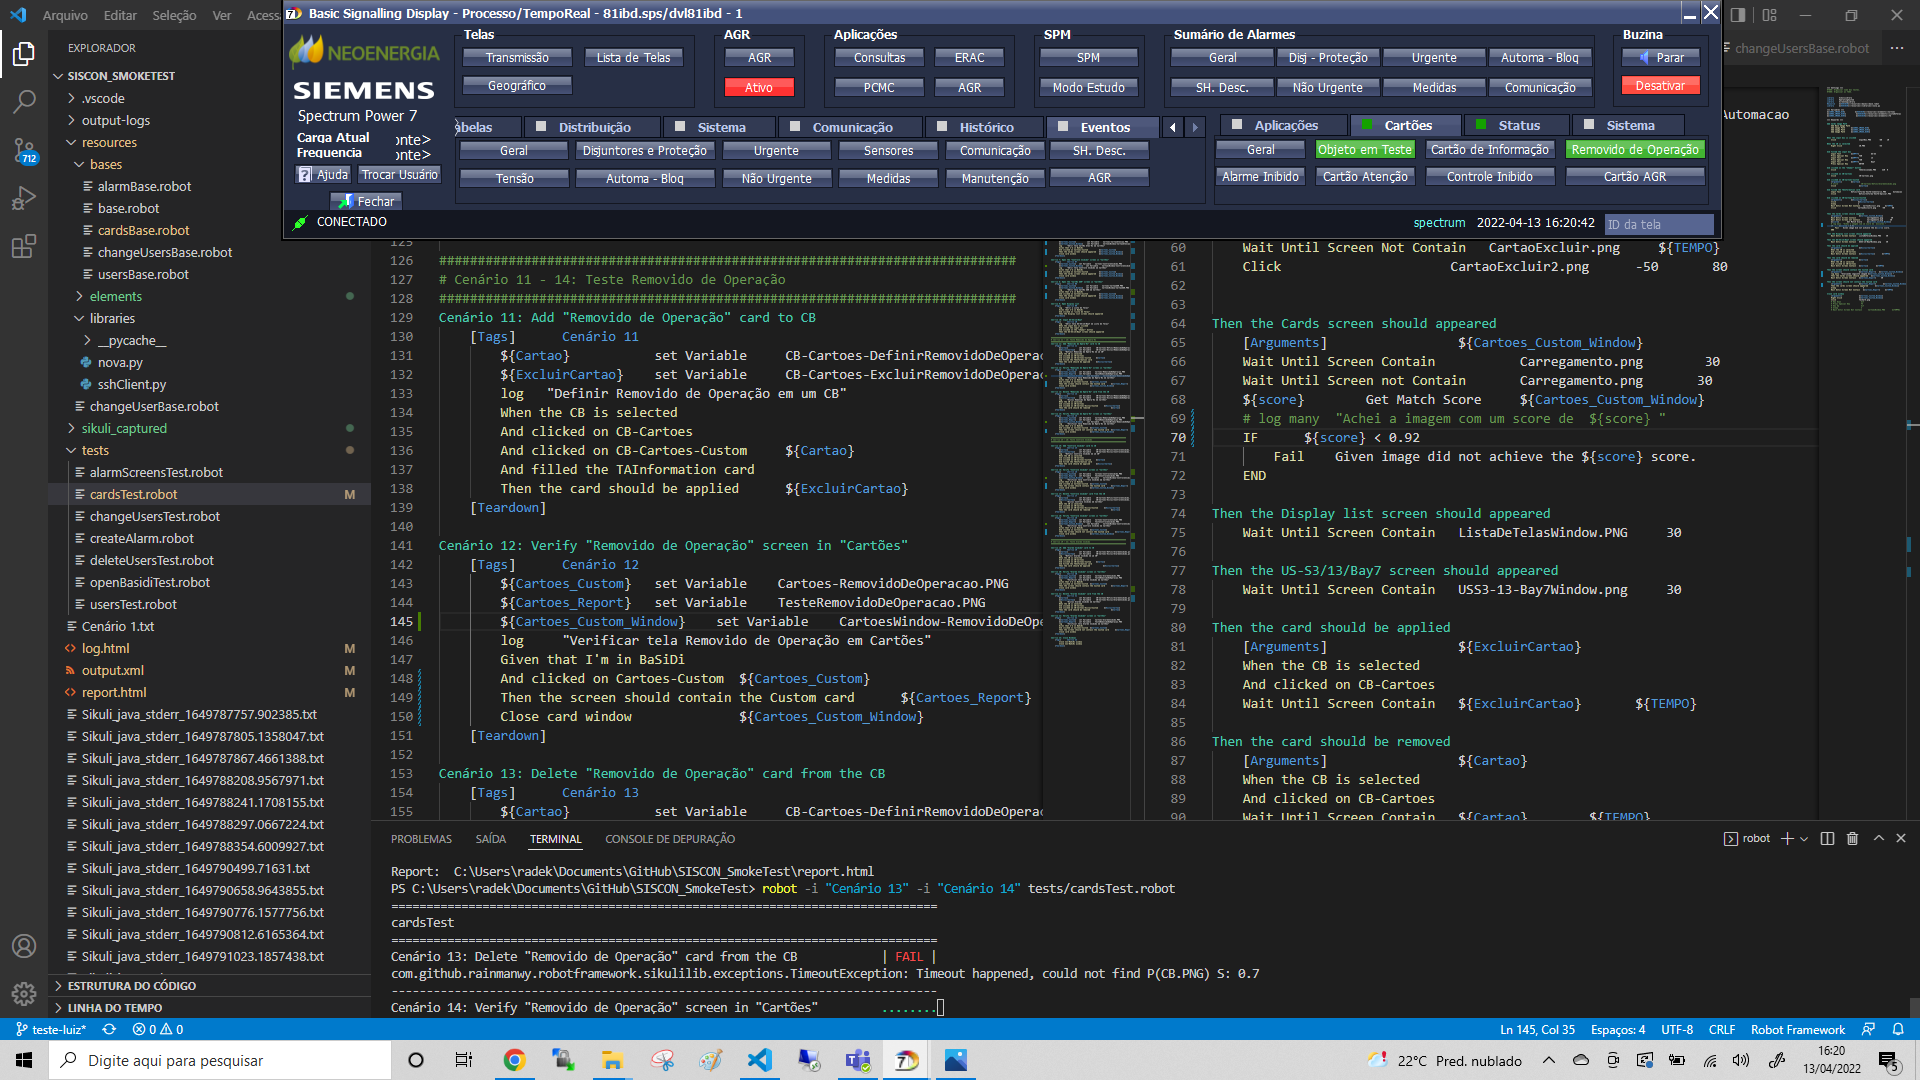 Arquivo Editar Seleção Ver Acess
Basic Signalling Display - Processo/TempoReal - 81ibd.sps/dvl81ibd - 1
NEOENERGIA
SIEMENS
Spectrum Power 7
Carga Atual onte>
Frequencia onte>
Ajuda Trocar Usuário
Fechar
CONECTADO
Telas
Transmissão Lista de Telas
Geográfico
AGR
AGR
Ativo
Aplicações
Consultas ERAC
PCMC AGR
SPM
SPM
Modo Estudo
Sumário de Alarmes
Geral Disj - Proteção Urgente Automa - Bloq
SH. Desc. Não Urgente Medidas Comunicação
Buzina
Parar
Desativar
abelas Distribuição Sistema Comunicação Histórico Eventos
Geral Disjuntores e Proteção Urgente Sensores Comunicação SH. Desc.
Tensão Automa - Bloq Não Urgente Medidas Manutenção AGR
Aplicações Cartões Status Sistema
Geral Objeto em Teste Cartão de Informação Removido de Operação
Alarme Inibido Cartão Atenção Controle Inibido Cartão AGR
spectrum 2022-04-13 16:20:42 ID da tela
changeUsersBase.robot
Automacao
EXPLORADOR
SISCON_SMOKETEST
.vscode
output-logs
resources
bases
alarmBase.robot
base.robot
cardsBase.robot
changeUsersBase.robot
usersBase.robot
elements
libraries
__pycache__
nova.py
sshClient.py
changeUserBase.robot
sikuli_captured
tests
alarmScreensTest.robot
cardsTest.robot M
changeUsersTest.robot
createAlarm.robot
deleteUsersTest.robot
openBasidiTest.robot
usersTest.robot
Cenário 1.txt
log.html M
output.xml M
report.html M
Sikuli_java_stderr_1649787757.902385.txt
Sikuli_java_stderr_1649787805.1358047.txt
Sikuli_java_stderr_1649787867.4661388.txt
Sikuli_java_stderr_1649788208.9567971.txt
Sikuli_java_stderr_1649788241.1708155.txt
Sikuli_java_stderr_1649788297.0667224.txt
Sikuli_java_stderr_1649788354.6009927.txt
Sikuli_java_stderr_1649790499.71631.txt
Sikuli_java_stderr_1649790658.9643855.txt
Sikuli_java_stderr_1649790776.1577756.txt
Sikuli_java_stderr_1649790812.6165364.txt
Sikuli_java_stderr_1649791023.1857438.txt
ESTRUTURA DO CÓDIGO
LINHA DO TEMPO
712
125
126 ###########################################################################
127 # Cenário 11 - 14: Teste Removido de Operação
128 ###########################################################################
129 Cenário 11: Add "Removido de Operação" card to CB
130 [Tags] Cenário 11
131 ${Cartao} set Variable CB-Cartoes-DefinirRemovidoDeOperac
132 ${ExcluirCartao} set Variable CB-Cartoes-ExcluirRemovidoDeOperac
133 log "Definir Removido de Operação em um CB"
134 When the CB is selected
135 And clicked on CB-Cartoes
136 And clicked on CB-Cartoes-Custom ${Cartao}
137 And filled the TAInformation card
138 Then the card should be applied ${ExcluirCartao}
139 [Teardown]
140
141 Cenário 12: Verify "Removido de Operação" screen in "Cartões"
142 [Tags] Cenário 12
143 ${Cartoes_Custom} set Variable Cartoes-RemovidoDeOperacao.PNG
144 ${Cartoes_Report} set Variable TesteRemovidoDeOperacao.PNG
145 ${Cartoes_Custom_Window} set Variable CartoesWindow-RemovidoDeOpe
146 log "Verificar tela Removido de Operação em Cartões"
147 Given that I'm in BaSiDi
148 And clicked on Cartoes-Custom ${Cartoes_Custom}
149 Then the screen should contain the Custom card ${Cartoes_Report}
150 Close card window ${Cartoes_Custom_Window}
151 [Teardown]
152
153 Cenário 13: Delete "Removido de Operação" card from the CB
154 [Tags] Cenário 13
155 ${Cartao} set Variable CB-Cartoes-DefinirRemovidoDeOperac
60 Wait Until Screen Not Contain CartaoExcluir.png ${TEMPO}
61 Click CartaoExcluir2.png -50 80
62
63
64 Then the Cards screen should appeared
65 [Arguments] ${Cartoes_Custom_Window}
66 Wait Until Screen Contain Carregamento.png 30
67 Wait Until Screen not Contain Carregamento.png 30
68 ${score} Get Match Score ${Cartoes_Custom_Window}
69 # log many "Achei a imagem com um score de ${score} "
70 IF ${score} < 0.92
71 Fail Given image did not achieve the ${score} score.
72 END
73
74 Then the Display list screen should appeared
75 Wait Until Screen Contain ListaDeTelasWindow.PNG 30
76
77 Then the US-S3/13/Bay7 screen should appeared
78 Wait Until Screen Contain USS3-13-Bay7Window.png 30
79
80 Then the card should be applied
81 [Arguments] ${ExcluirCartao}
82 When the CB is selected
83 And clicked on CB-Cartoes
84 Wait Until Screen Contain ${ExcluirCartao} ${TEMPO}
85
86 Then the card should be removed
87 [Arguments] ${Cartao}
88 When the CB is selected
89 And clicked on CB-Cartoes
90 Wait Until Screen Contain ${Cartao} ${TEMPO}
PROBLEMAS SAÍDA TERMINAL CONSOLE DE DEPURAÇÃO
robot
Report: C:\Users\radek\Documents\GitHub\SISCON_SmokeTest\report.html
PS C:\Users\radek\Documents\GitHub\SISCON_SmokeTest> robot -i "Cenário 13" -i "Cenário 14" tests/cardsTest.robot
==============================================================================
cardsTest
==============================================================================
Cenário 13: Delete "Removido de Operação" card from the CB | FAIL |
com.github.rainmanwy.robotframework.sikulilib.exceptions.TimeoutException: Timeout happened, could not find P(CB.PNG) S: 0.7
------------------------------------------------------------------------------
Cenário 14: Verify "Removido de Operação" screen in "Cartões" ........
teste-luiz* 0 0 Ln 145, Col 35 Espaços: 4 UTF-8 CRLF Robot Framework
Digite aqui para pesquisar
22°C Pred. nublado
16:20
13/04/2022
5